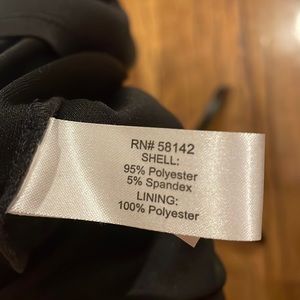 RN# 58142
SHELL:
95% Polyester
5% Spandex
LINING:
100% Polyester